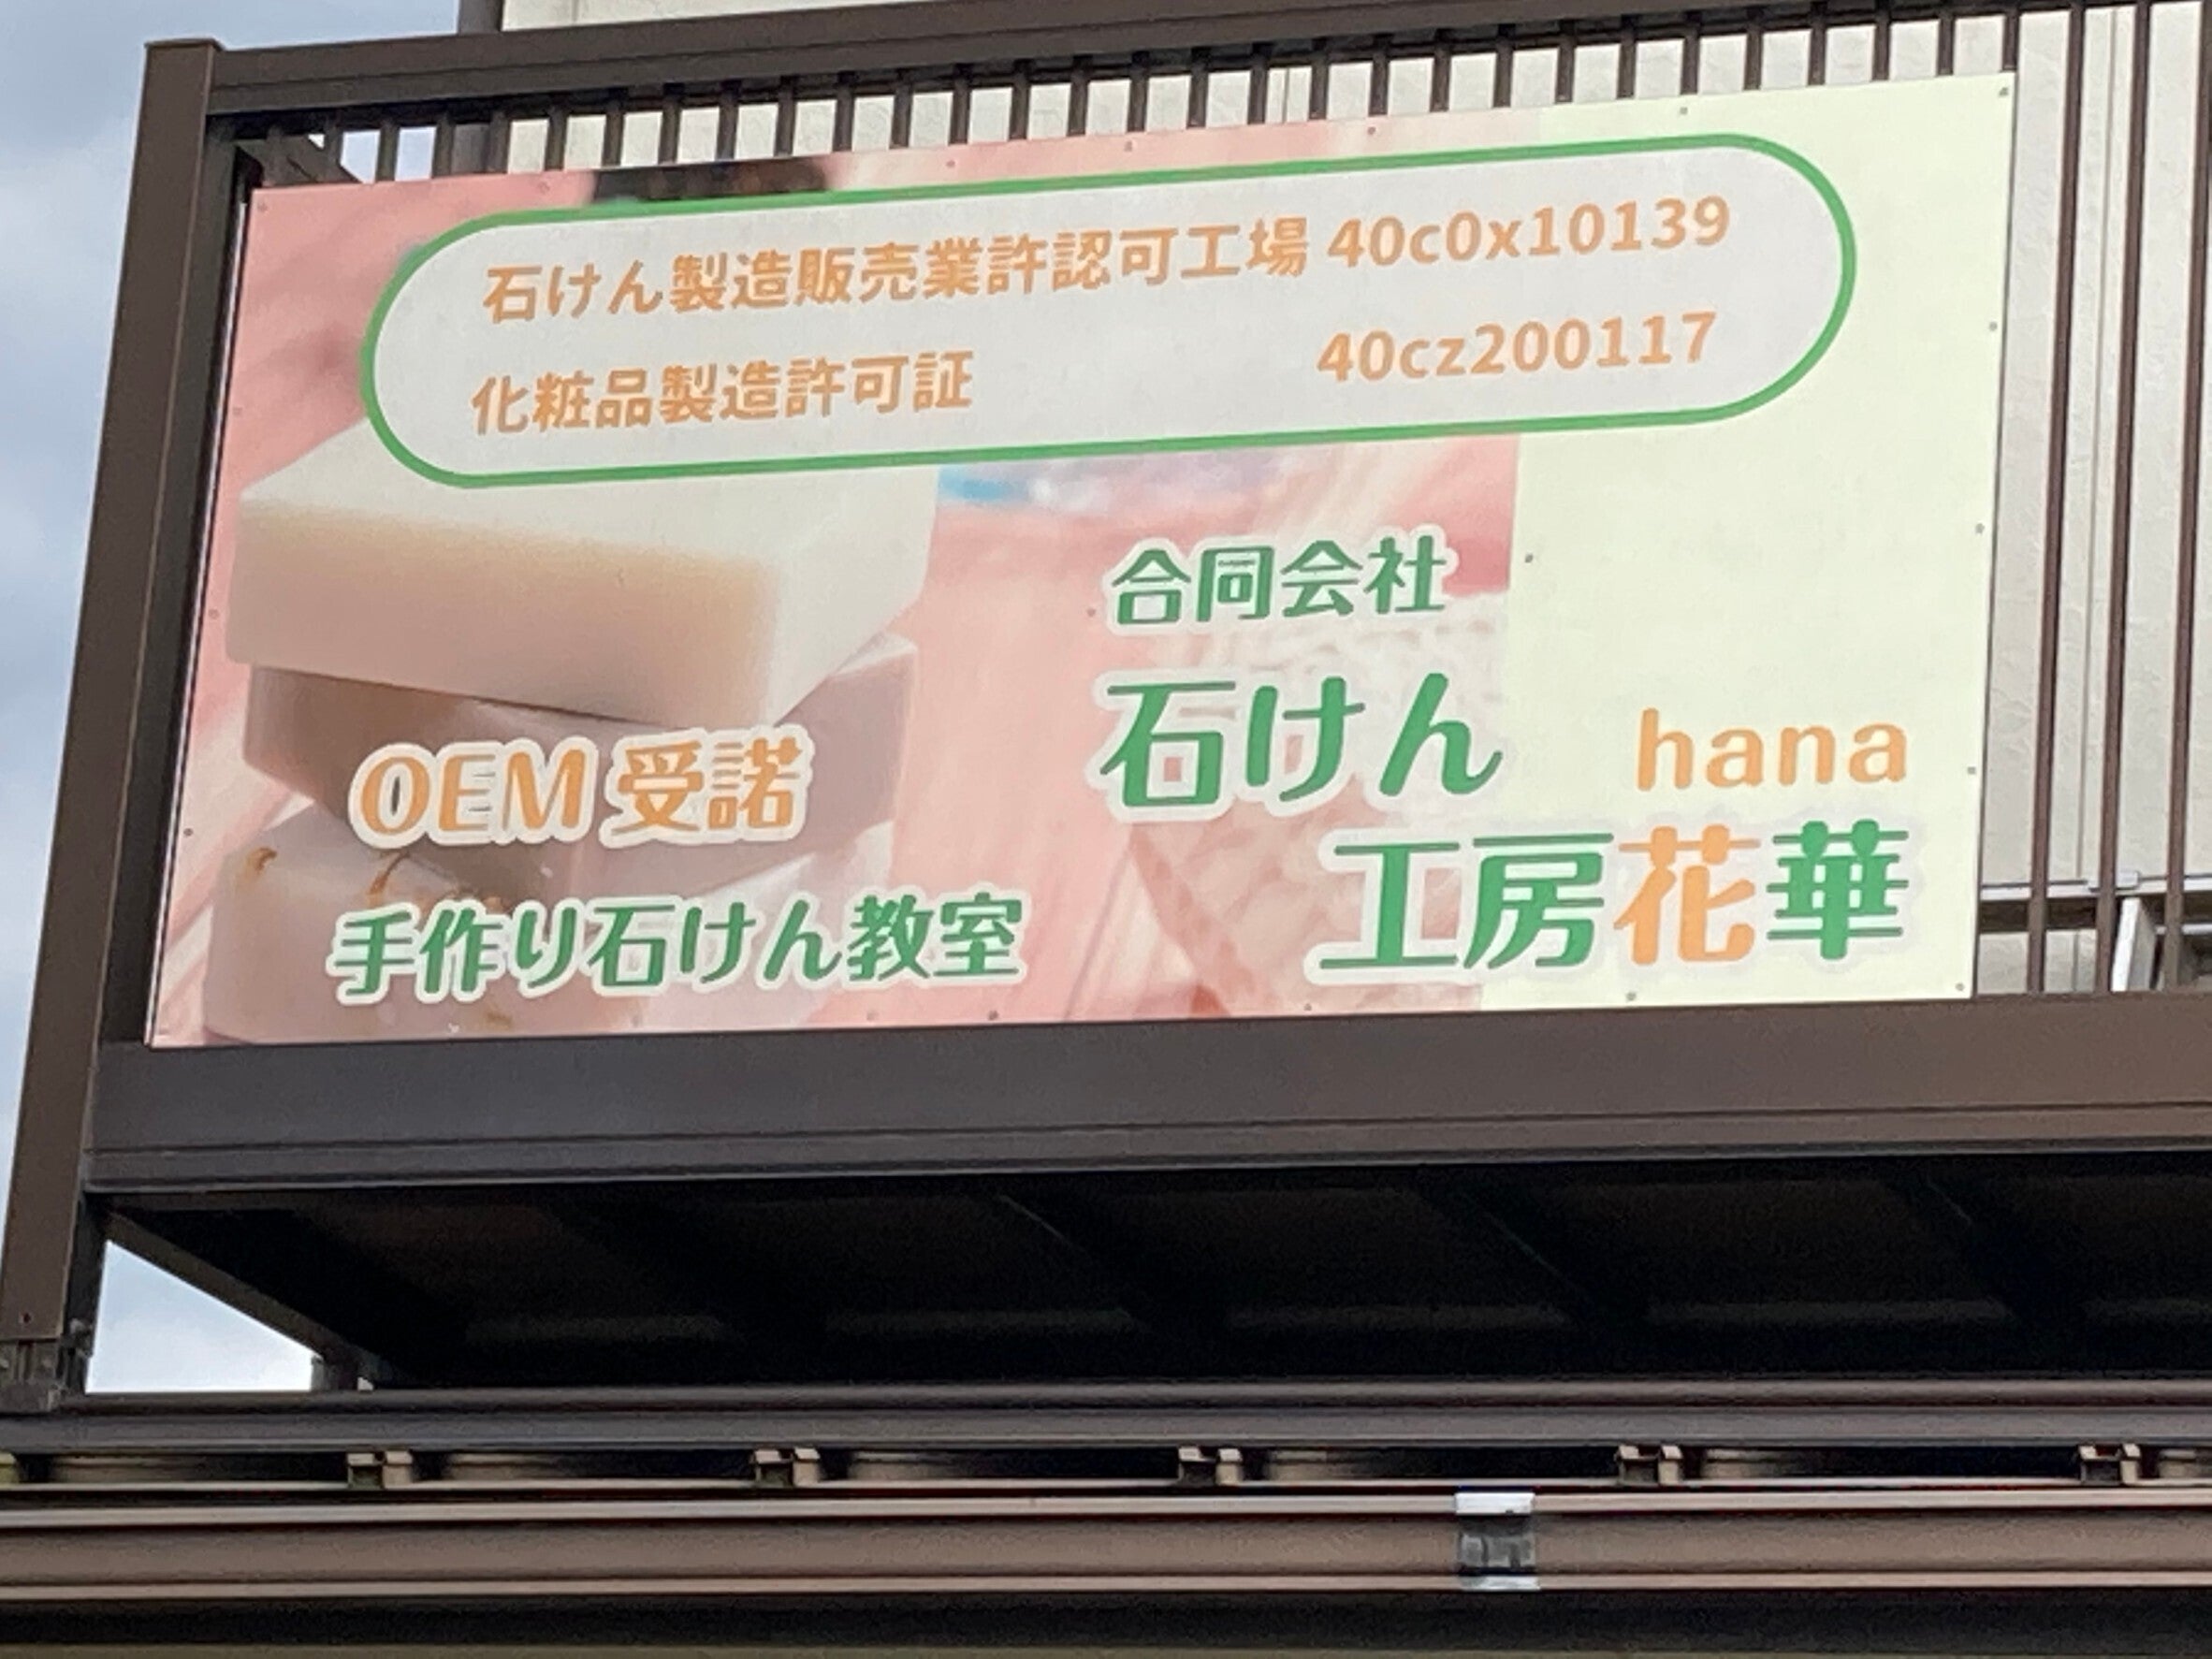 石けん製造販売業許認可工場 40c0x10139
化粧品製造許可証 40cz200117
合同会社
石けん
hana
工房花華
OEM受諾
手作り石けん教室